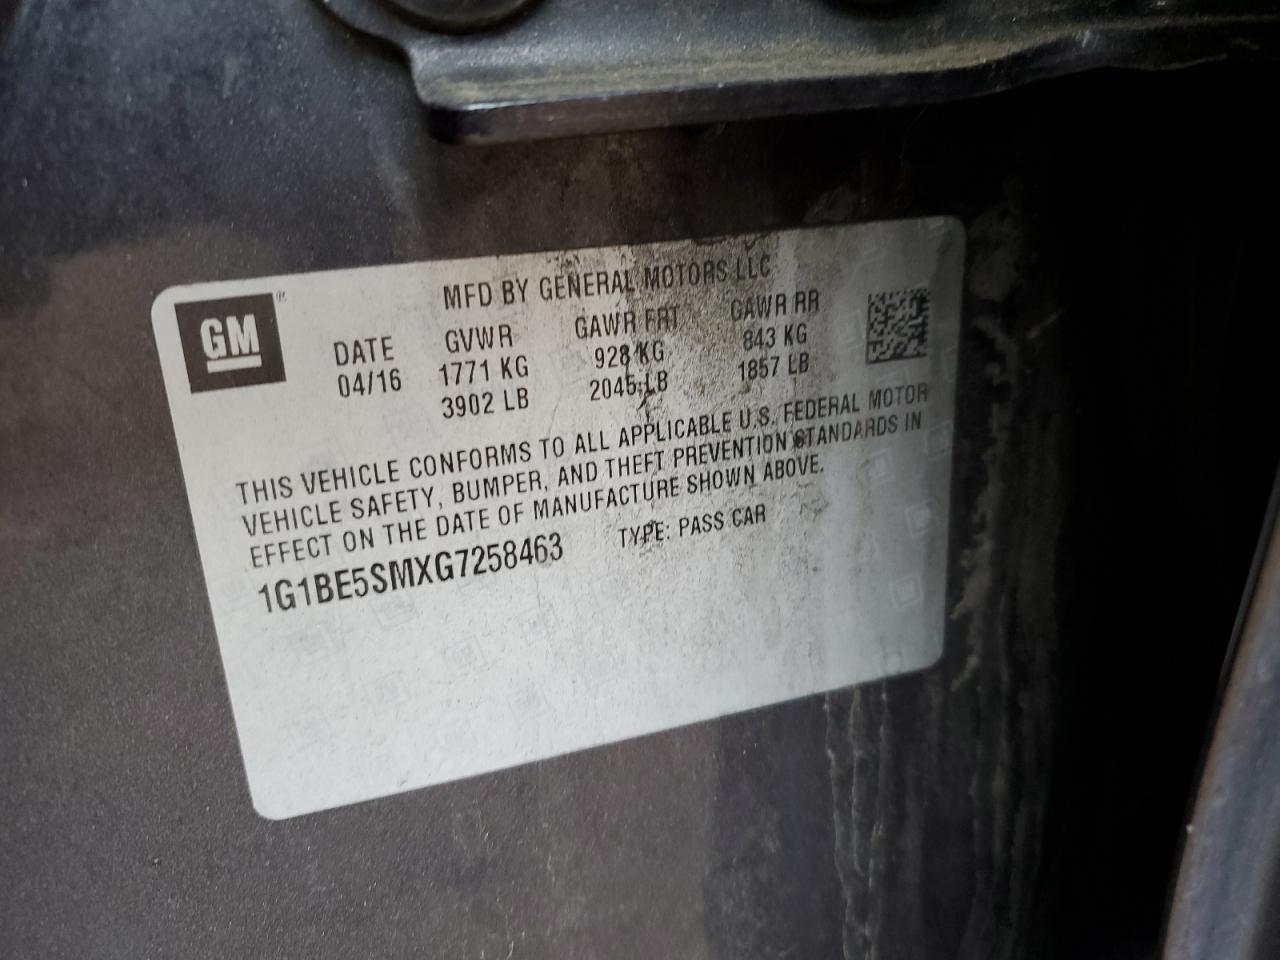 MFD BY GENERAL MOTORS LLC
GM®
DATE GVWR GAWR FRT GAWR RR
04/16 1771 KG 928 KG 843 KG
3902 LB 2045 LB 1857 LB
THIS VEHICLE CONFORMS TO ALL APPLICABLE U.S. FEDERAL MOTOR
VEHICLE SAFETY, BUMPER, AND THEFT PREVENTION STANDARDS IN
EFFECT ON THE DATE OF MANUFACTURE SHOWN ABOVE.
1G1BE5SMXG7258463 TYPE: PASS CAR